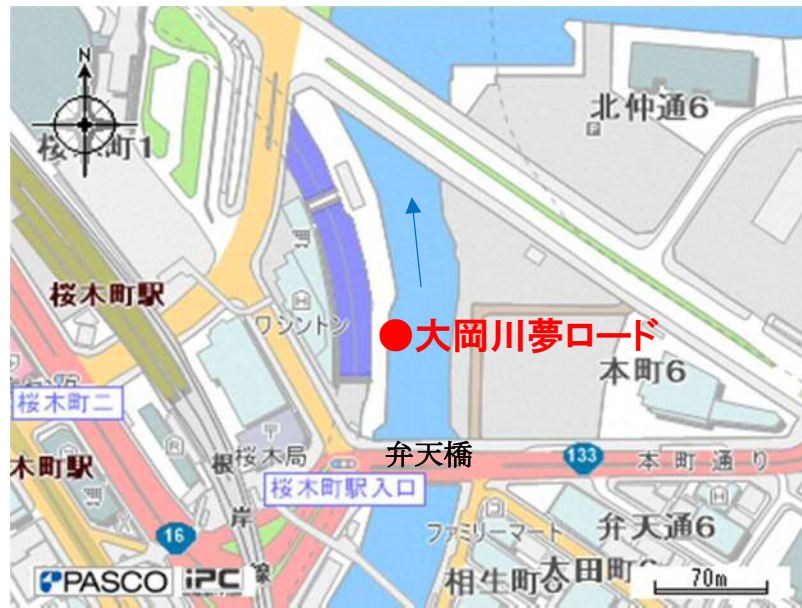 N
北仲通6
P
桜木町1
桜木町駅
H
ワシントン
大岡川夢ロード
本町6
桜木町二
〒
桜木局
弁天橋
133
本町通り
木町駅
R
根岸線
桜木町駅入口
H
16
ファミリーマート
弁天通6
PASCO
iPC
相生町6
太田町6
70m